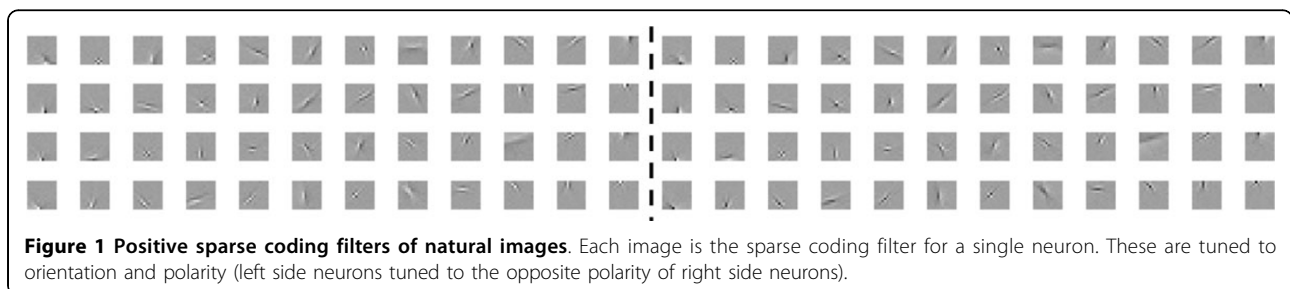 Figure 1 Positive sparse coding filters of natural images. Each image is the sparse coding filter for a single neuron. These are tuned to
orientation and polarity (left side neurons tuned to the opposite polarity of right side neurons).